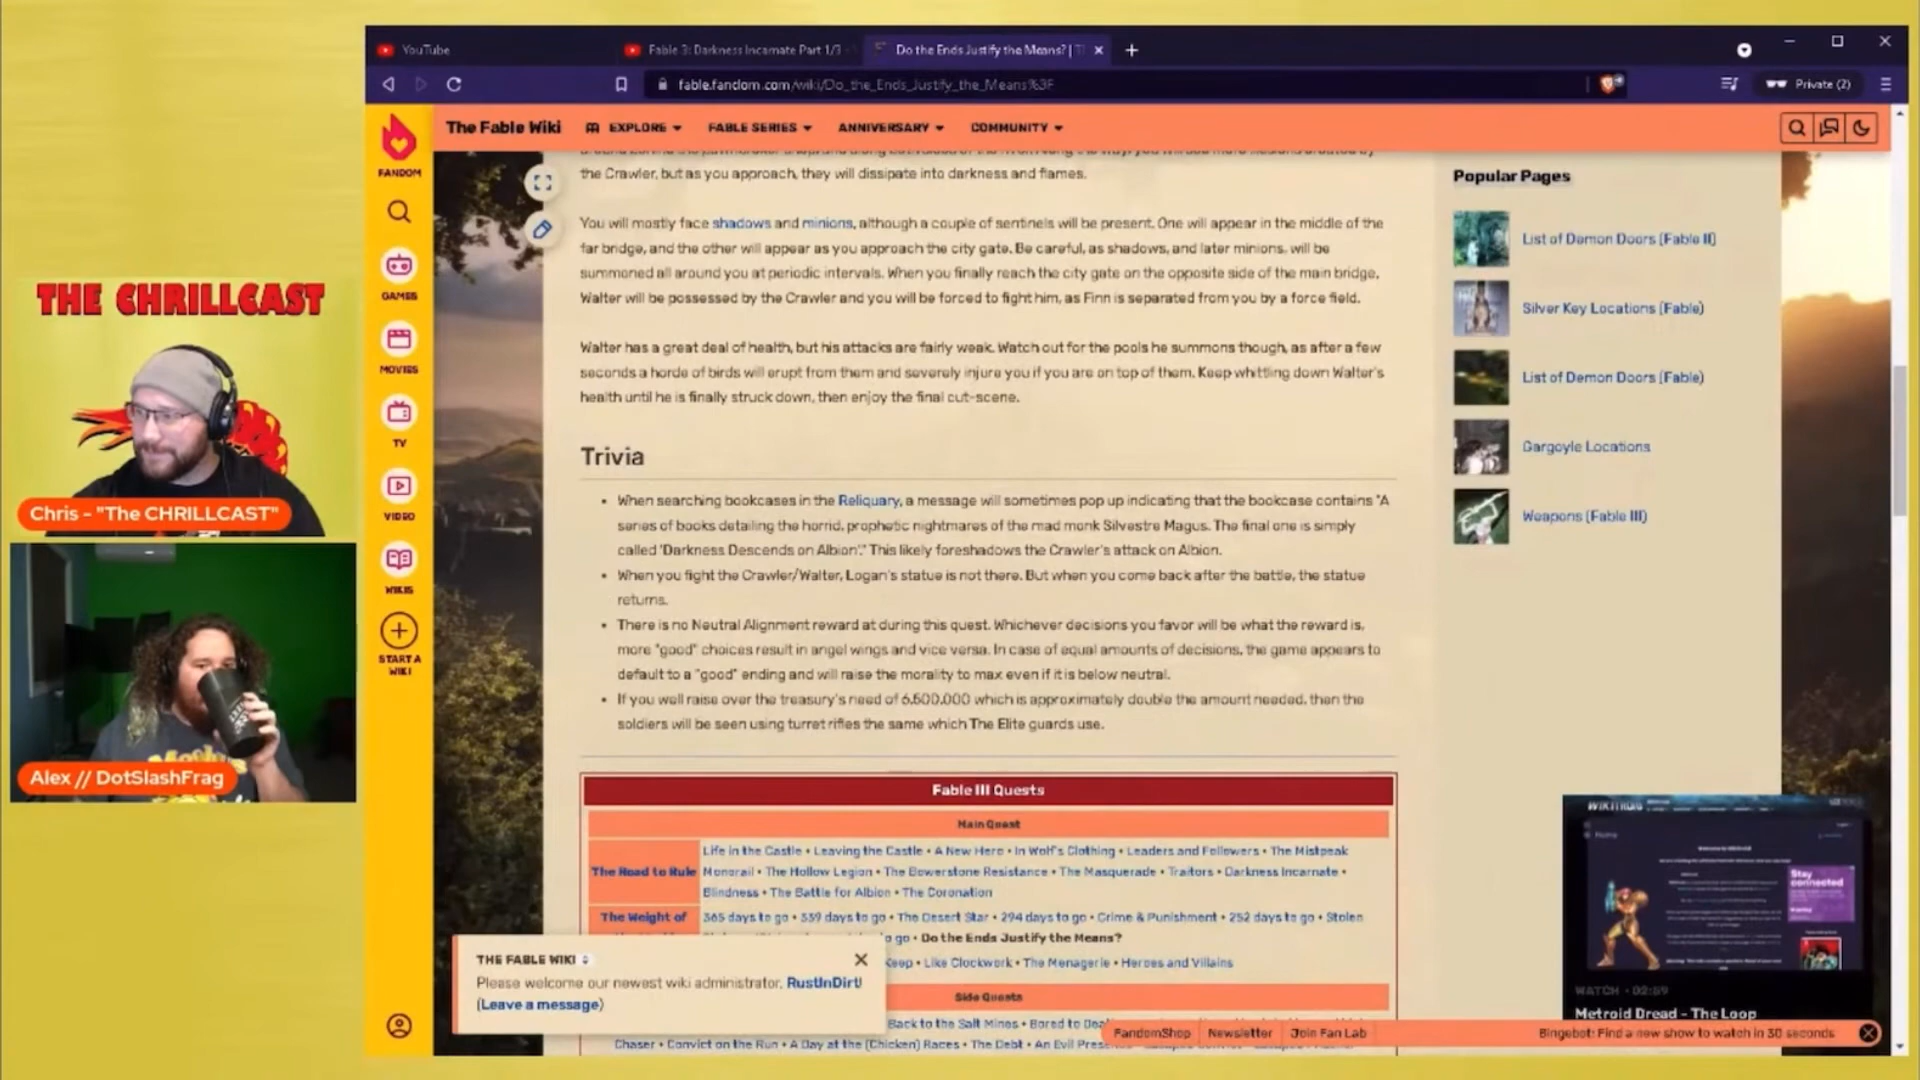 YouTube
Fable 3: Darkness Incarnate Part 1/3 -
Do the Ends Justify the Means? |
fable.fandom.com/wiki/Do_the_Ends_Justify_the_Means%3F
Private (2)
FANDOM
GAMES
MOVIES
TV
VIDEO
WIKIS
START A
WIKI
The Fable Wiki
EXPLORE
FABLE SERIES
ANNIVERSARY
COMMUNITY
the Crawler, but as you approach, they will dissipate into darkness and flames.
You will mostly face shadows and minions, although a couple of sentinels will be present. One will appear in the middle of the
far bridge, and the other will appear as you approach the city gate. Be careful, as shadows, and later minions, will be
summoned all around you at periodic intervals. When you finally reach the city gate on the opposite side of the main bridge,
Walter will be possessed by the Crawler and you will be forced to fight him, as Finn is separated from you by a force field.
Walter has a great deal of health, but his attacks are fairly weak. Watch out for the pools he summons though, as after a few
seconds a horde of birds will erupt from them and severely injure you if you are on top of them. Keep whittling down Walter's
health until he is finally struck down, then enjoy the final cut-scene.
Trivia
• When searching bookcases in the Reliquary, a message will sometimes pop up indicating that the bookcase contains "A
series of books detailing the horrid, prophetic nightmares of the mad monk Silvestre Magus. The final one is simply
called 'Darkness Descends on Albion'." This likely foreshadows the Crawler's attack on Albion.
• When you fight the Crawler/Walter, Logan's statue is not there. But when you come back after the battle, the statue
returns.
• There is no Neutral Alignment reward at during this quest. Whichever decisions you favor will be what the reward is,
more "good" choices result in angel wings and vice versa. In case of equal amounts of decisions, the game appears to
default to a "good" ending and will raise the morality to max even if it is below neutral.
• If you well raise over the treasury's need of 6,500,000 which is approximately double the amount needed, then the
soldiers will be seen using turret rifles the same which The Elite guards use.
Fable III Quests
Main Quest
The Road to Rule
Life in the Castle • Leaving the Castle • A New Hero • In Wolf's Clothing • Leaders and Followers • The Mistpeak
Monorail • The Hollow Legion • The Bowerstone Resistance • The Masquerade • Traitors • Darkness Incarnate •
Blindness • The Battle for Albion • The Coronation
The Weight of
365 days to go • 339 days to go • The Desert Star • 294 days to go • Crime & Punishment • 252 days to go • Stolen
go • Do the Ends Justify the Means?
Keep • Like Clockwork • The Menagerie • Heroes and Villains
Side Quests
Back to the Salt Mines • Bored to Dea
Chaser • Convict on the Run • A Day at the (Chicken) Races • The Debt • An Evil Pres
THE FABLE WIKI
Please welcome our newest wiki administrator, RustInDirt!
(Leave a message)
Popular Pages
List of Demon Doors (Fable II)
Silver Key Locations (Fable)
List of Demon Doors (Fable)
Gargoyle Locations
Weapons (Fable III)
WIKITROID
Stay
connected
WATCH • 02:59
Metroid Dread - The Loop
FandomShop
Newsletter
Join Fan Lab
Bingebot: Find a new show to watch in 30 seconds
THE CHRILLCAST
Chris - "The CHRILLCAST"
Alex // DotSlashFrag